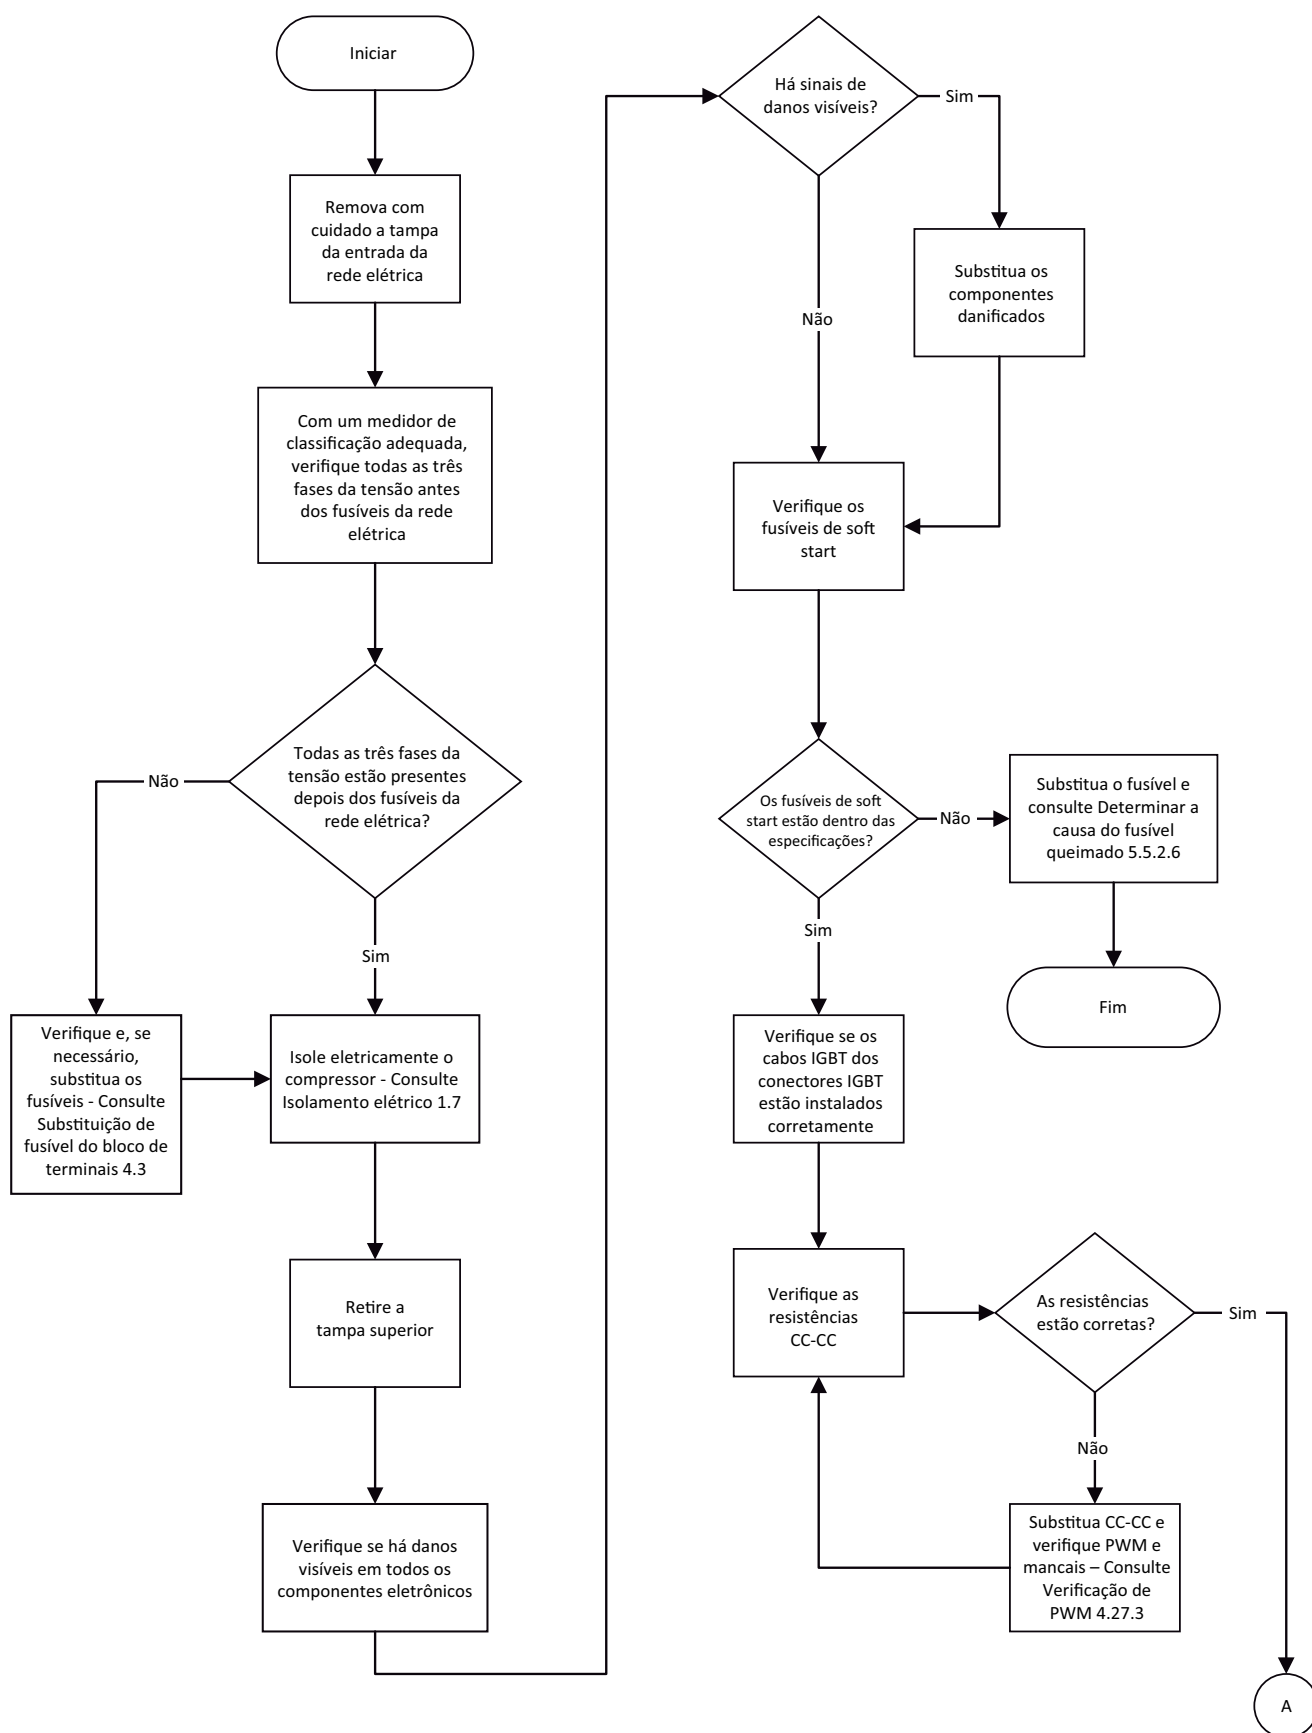 Iniciar
Remova com
cuidado a tampa
da entrada da
rede elétrica
Com um medidor de
classificação adequada,
verifique todas as três
fases da tensão antes
dos fusíveis da rede
elétrica
Todas as três fases da
tensão estão presentes
depois dos fusíveis da
rede elétrica?
Não
Sim
Verifique e, se
necessário,
substitua os
fusíveis - Consulte
Substituição de
fusível do bloco de
terminais 4.3
Isole eletricamente o
compressor - Consulte
Isolamento elétrico 1.7
Retire a
tampa superior
Verifique se há danos
visíveis em todos os
componentes eletrônicos
Há sinais de
danos visíveis?
Sim
Não
Substitua os
componentes
danificados
Verifique os
fusíveis de soft
start
Os fusíveis de soft
start estão dentro das
especificações?
Não
Sim
Substitua o fusível e
consulte Determinar a
causa do fusível
queimado 5.5.2.6
Fim
Verifique se os
cabos IGBT dos
conectores IGBT
estão instalados
corretamente
Verifique as
resistências
CC-CC
As resistências
estão corretas?
Sim
Não
Substitua CC-CC e
verifique PWM e
mancais – Consulte
Verificação de
PWM 4.27.3
A